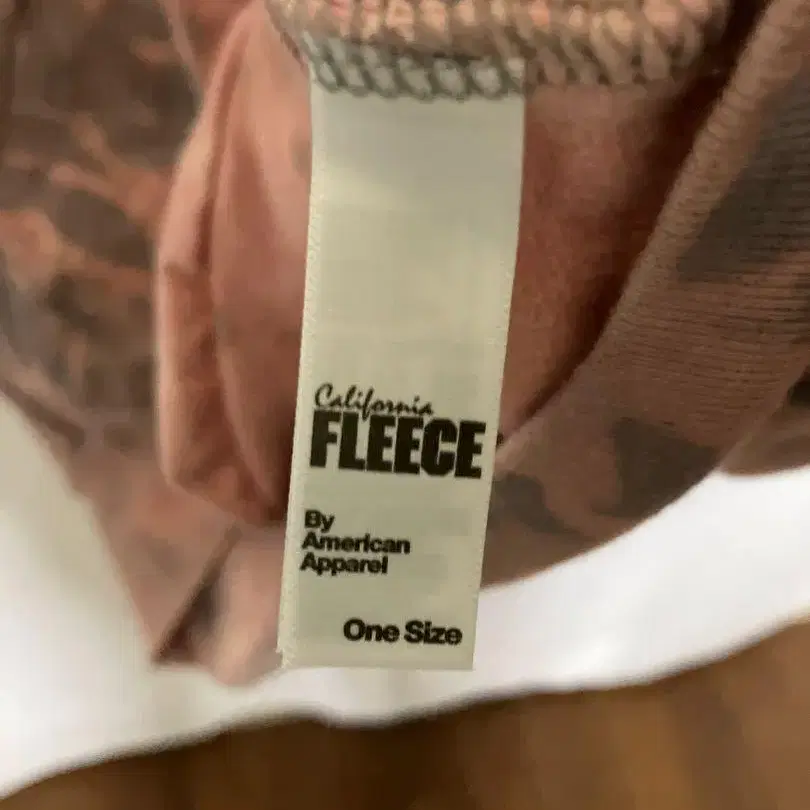 California
FLEECE
By
American
Apparel
One Size